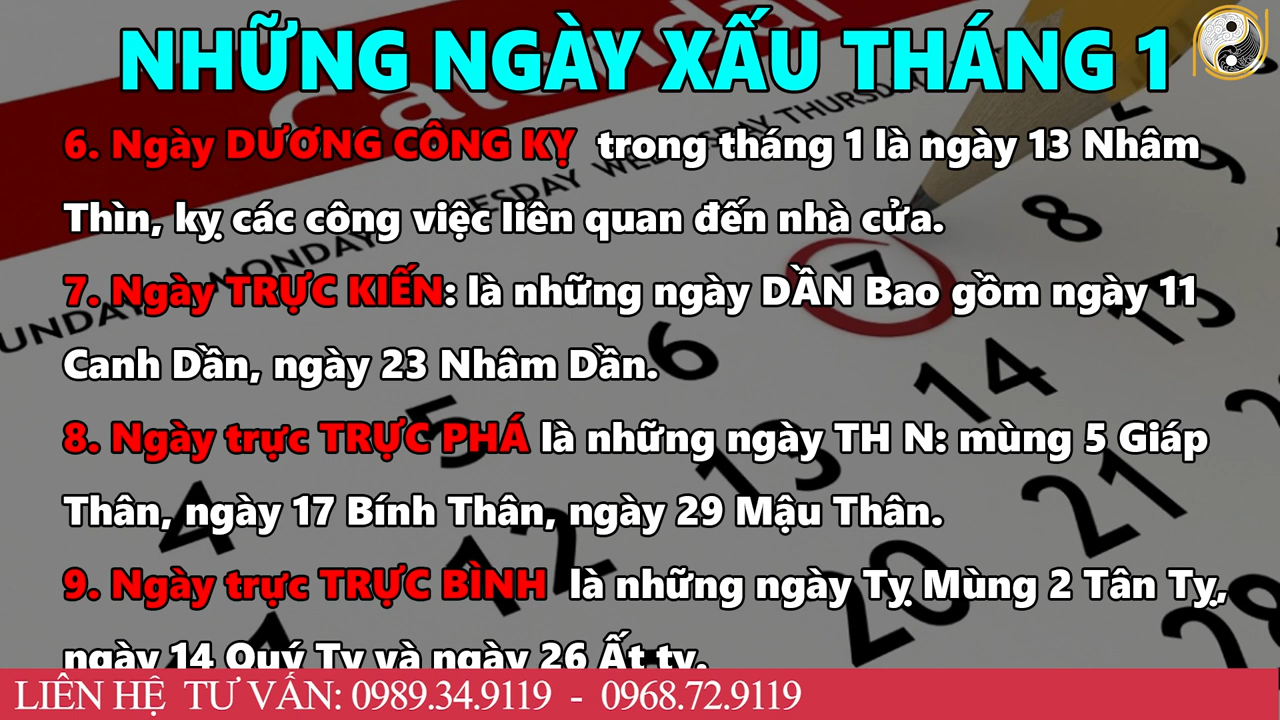 NHỮNG NGÀY XẤU THÁNG 1
6. Ngày DƯƠNG CÔNG KỴ trong tháng 1 là ngày 13 Nhâm
Thìn, kỵ các công việc liên quan đến nhà cửa.
7. Ngày TRỰC KIẾN: là những ngày DẦN Bao gồm ngày 11
Canh Dần, ngày 23 Nhâm Dần.
8. Ngày trực TRỰC PHÁ là những ngày TH N: mùng 5 Giáp
Thân, ngày 17 Bính Thân, ngày 29 Mậu Thân.
9. Ngày trực TRỰC BÌNH là những ngày Tỵ Mùng 2 Tân Tỵ,
ngày 14 Quý Tỵ và ngày 26 Ất tỵ.
LIÊN HỆ TƯ VẤN: 0989.34.9119 - 0968.72.9119